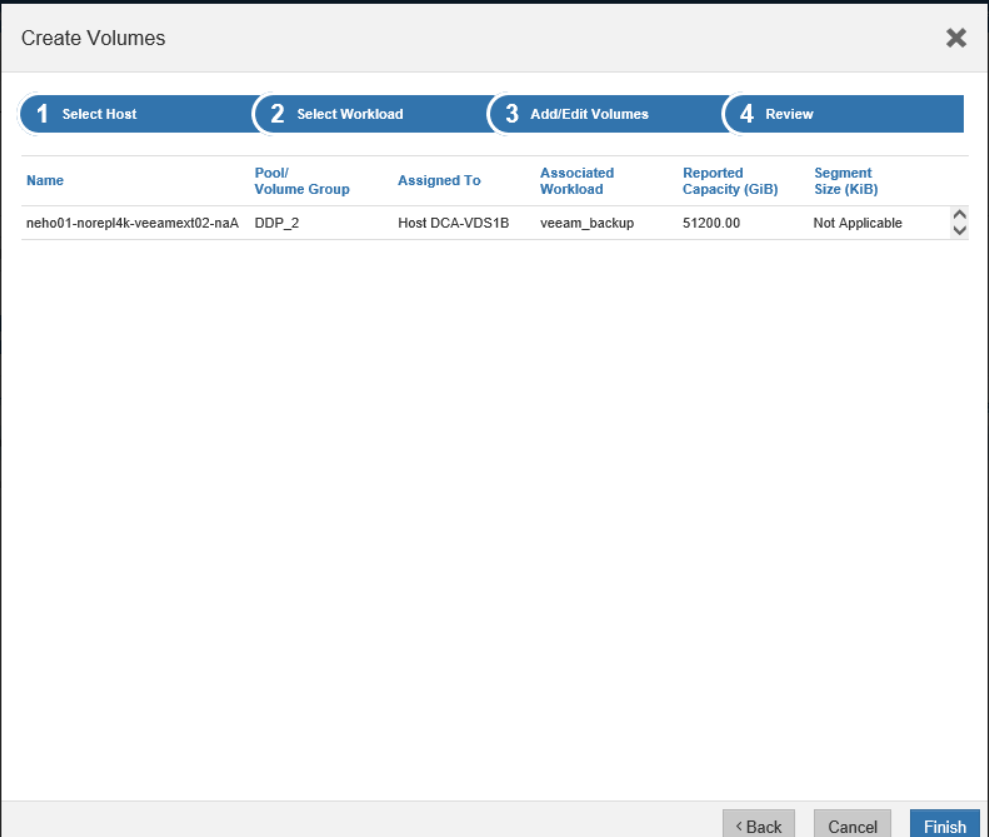 Create Volumes
1 Select Host 2 Select Workload 3 Add/Edit Volumes 4 Review
Name Pool/ Assigned To Associated Reported Segment
Volume Group Workload Capacity (GiB) Size (KiB)
neho01-norepl4k-veeamext02-naA DDP_2 Host DCA-VDS1B veeam_backup 51200.00 Not Applicable
< Back Cancel Finish